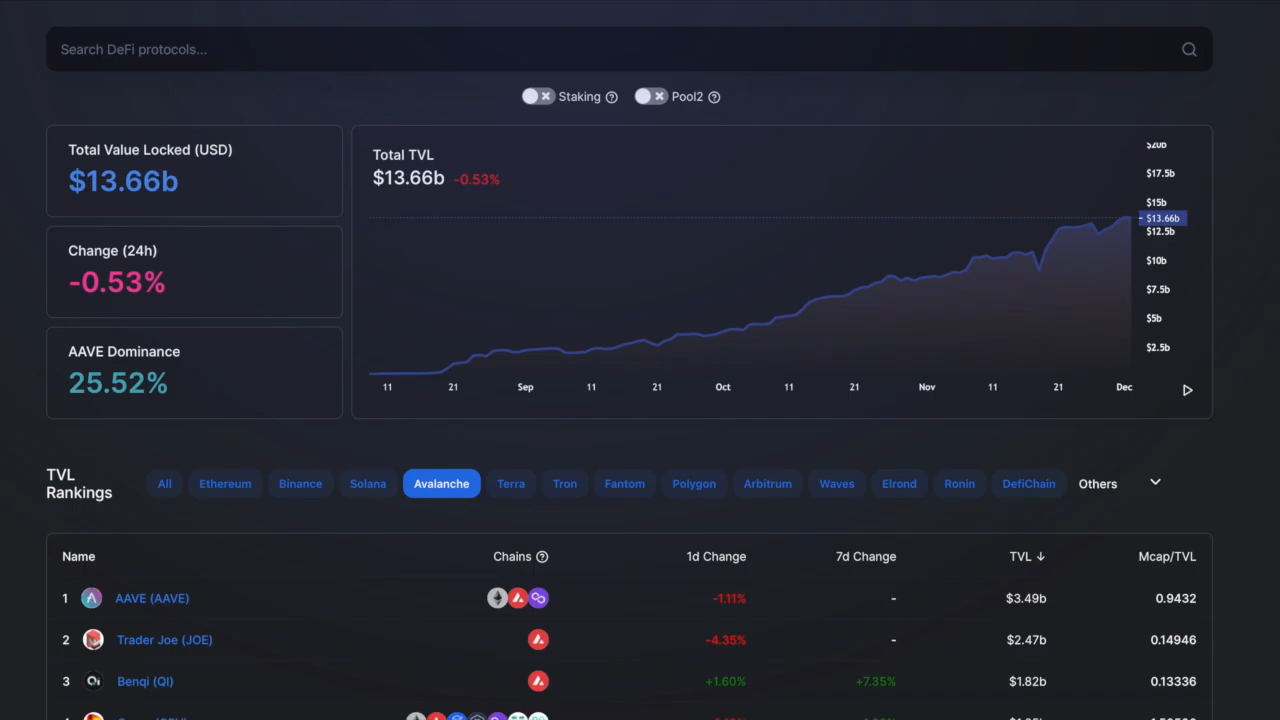 Search DeFi protocols...
Staking
Pool2
Total Value Locked (USD)
$13.66b
Change (24h)
-0.53%
AAVE Dominance
25.52%
Total TVL
$13.66b -0.53%
$20b
$17.5b
$15b
$13.66b
$12.5b
$10b
$7.5b
$5b
$2.5b
11 21 Sep 11 21 Oct 11 21 Nov 11 21 Dec
TVL
Rankings
All Ethereum Binance Solana Avalanche Terra Tron Fantom Polygon Arbitrum Waves Elrond Ronin DefiChain Others
Name Chains 1d Change 7d Change TVL Mcap/TVL
1 AAVE (AAVE) -1.11% - $3.49b 0.9432
2 Trader Joe (JOE) -4.35% - $2.47b 0.14946
3 Benqi (QI) +1.60% +7.35% $1.82b 0.13336